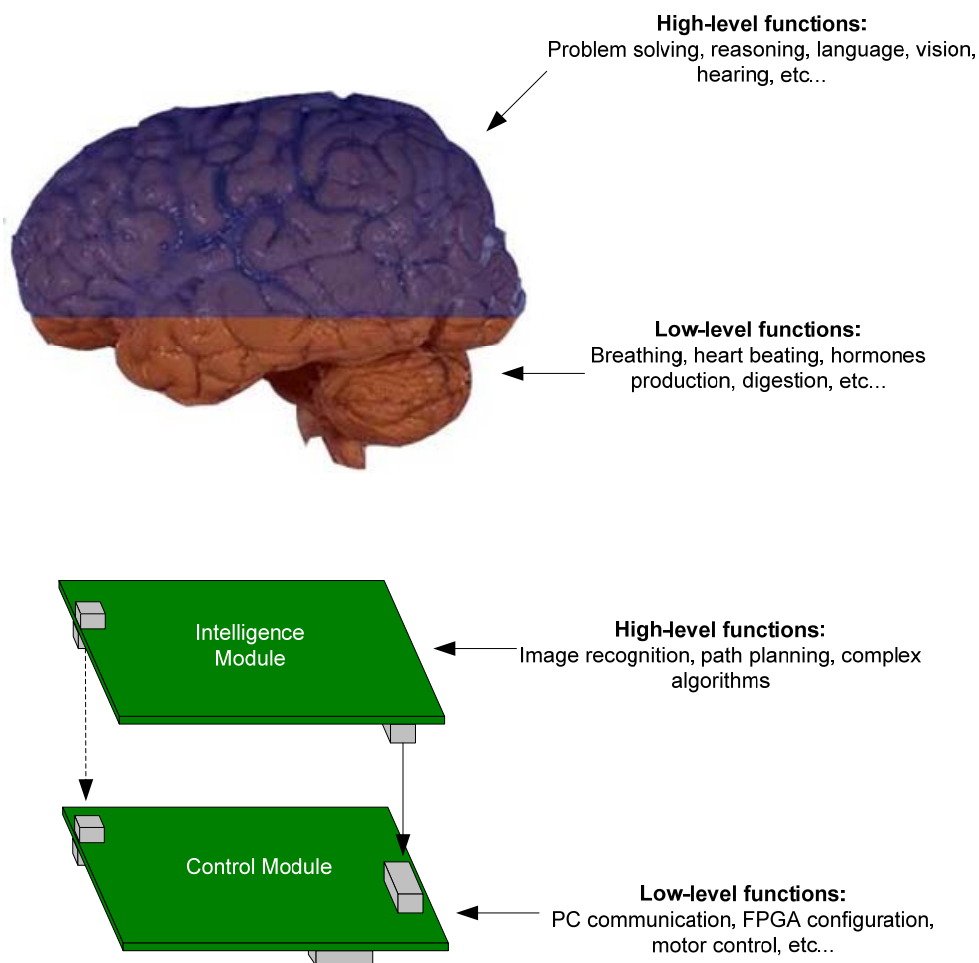 High-level functions:
Problem solving, reasoning, language, vision,
hearing, etc...
Low-level functions:
Breathing, heart beating, hormones
production, digestion, etc...
Intelligence
Module
High-level functions:
Image recognition, path planning, complex
algorithms
Control Module
Low-level functions:
PC communication, FPGA configuration,
motor control, etc...